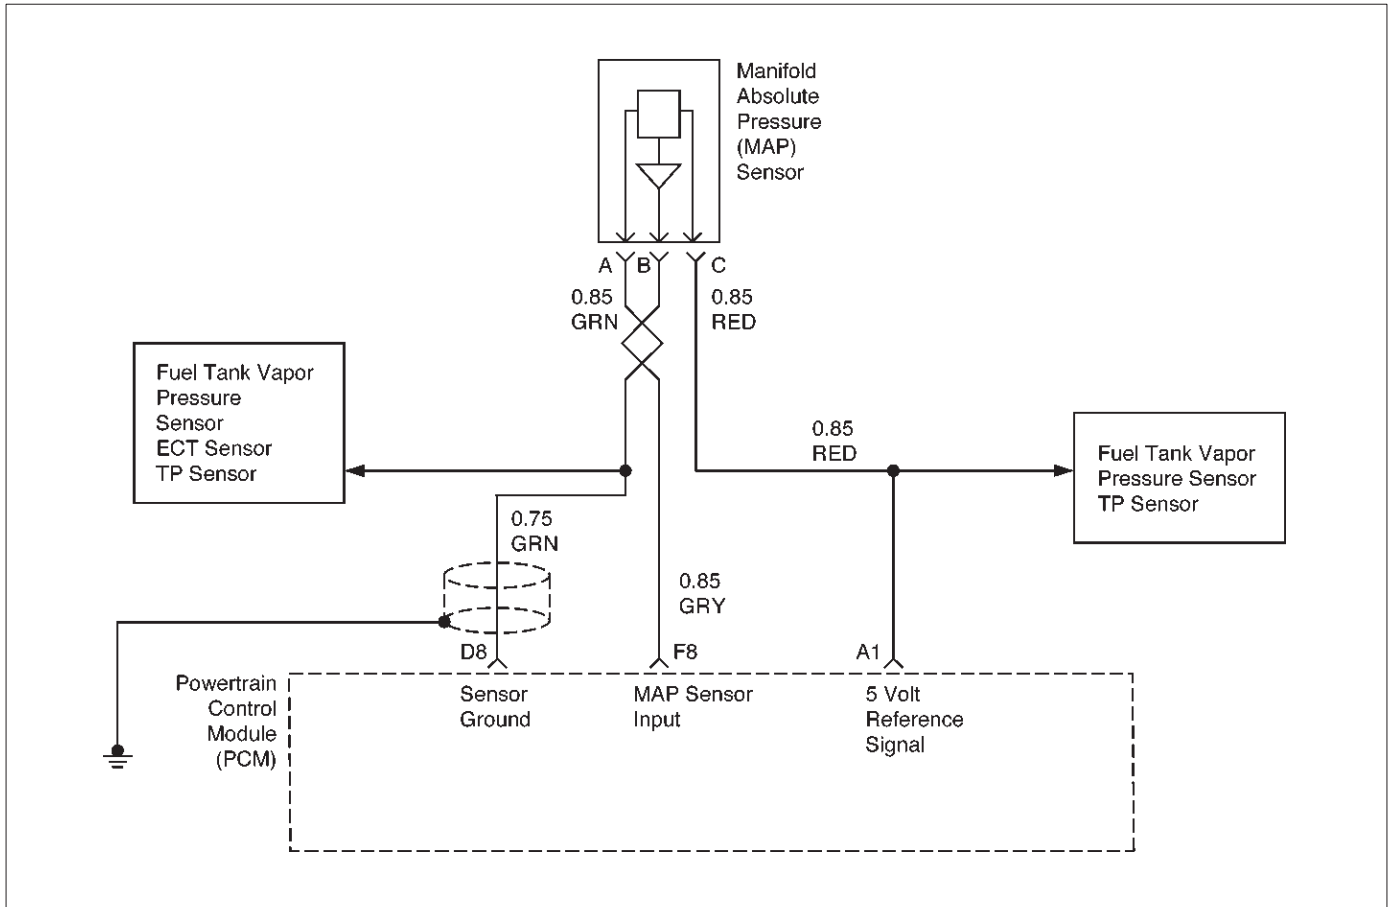 Manifold
Absolute
Pressure
(MAP)
Sensor
A B C
0.85
GRN
0.85
RED
Fuel Tank Vapor
Pressure
Sensor
ECT Sensor
TP Sensor
0.85
RED
Fuel Tank Vapor
Pressure Sensor
TP Sensor
0.75
GRN
0.85
GRY
D8 F8 A1
Powertrain
Control
Module
(PCM)
Sensor
Ground
MAP Sensor
Input
5 Volt
Reference
Signal